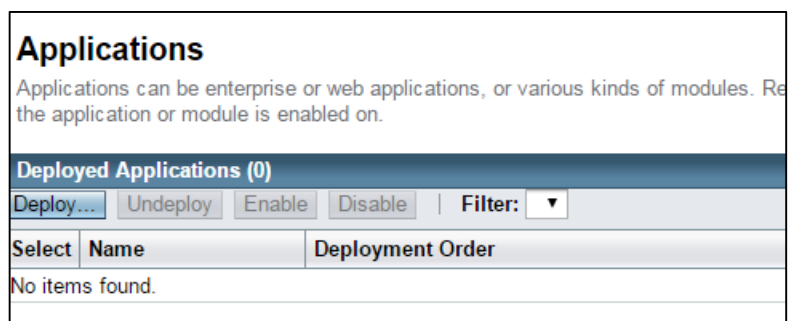 Applications
Applications can be enterprise or web applications, or various kinds of modules. Re
the application or module is enabled on.
Deployed Applications (0)
Deploy... Undeploy Enable Disable | Filter:
Select Name Deployment Order
No items found.